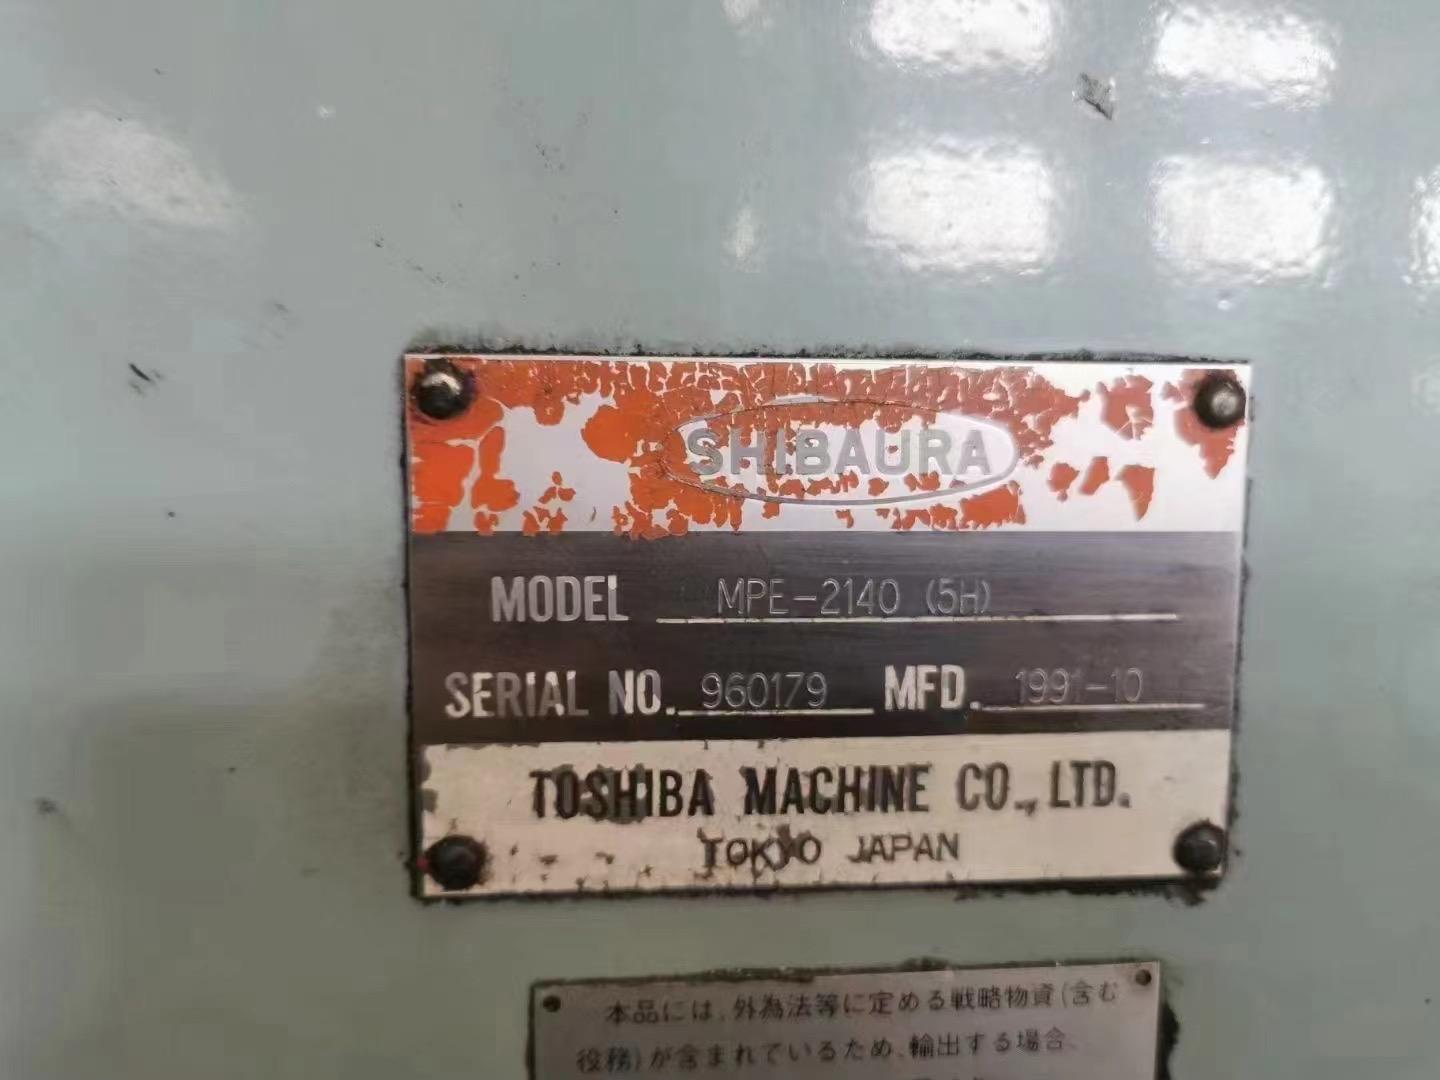 SHIBAURA
MODEL MPE-2140 (5H)
SERIAL NO. 960179 MFD. 1991-10
TOSHIBA MACHINE CO., LTD.
TOKYO JAPAN
本品には、外為法等に定める戦略物資(含む
役務)が含まれているため、輸出する場合、